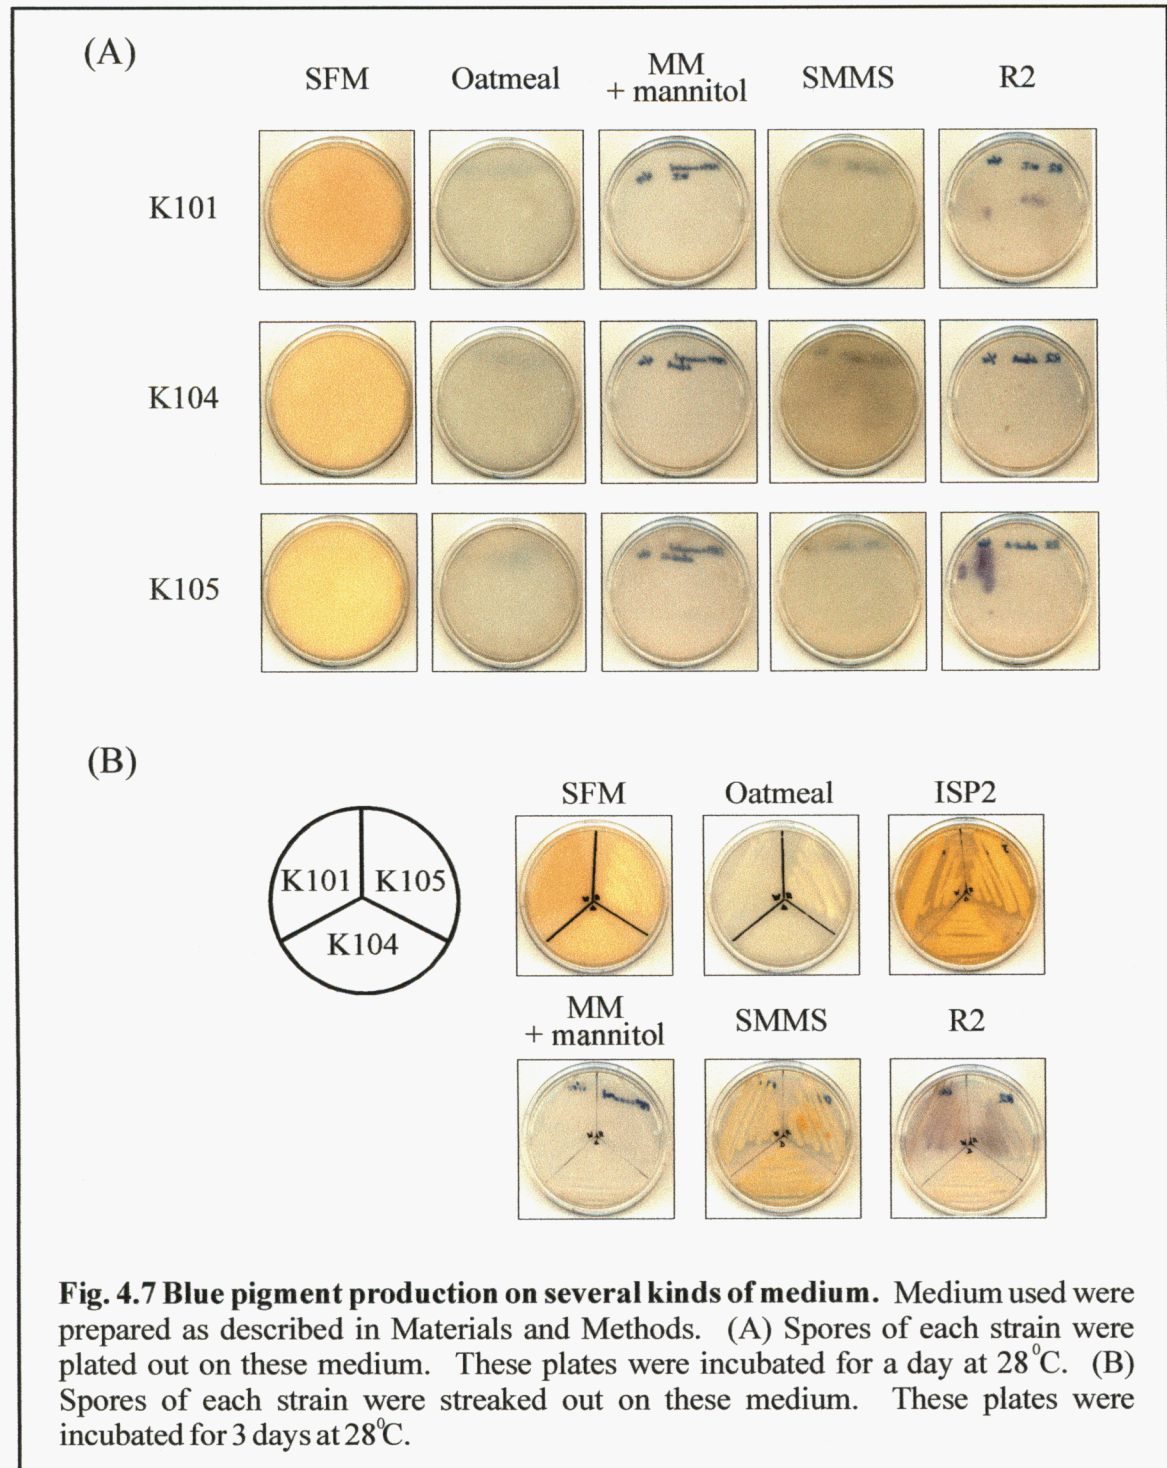 (A)
SFM
Oatmeal
MM
+ mannitol
SMMS
R2
K101
K104
K105
(B)
K101
K105
K104
SFM
Oatmeal
ISP2
MM
+ mannitol
SMMS
R2
Fig. 4.7 Blue pigment production on several kinds of medium. Medium used were
prepared as described in Materials and Methods. (A) Spores of each strain were
plated out on these medium. These plates were incubated for a day at 28⁰C. (B)
Spores of each strain were streaked out on these medium. These plates were
incubated for 3 days at 28⁰C.